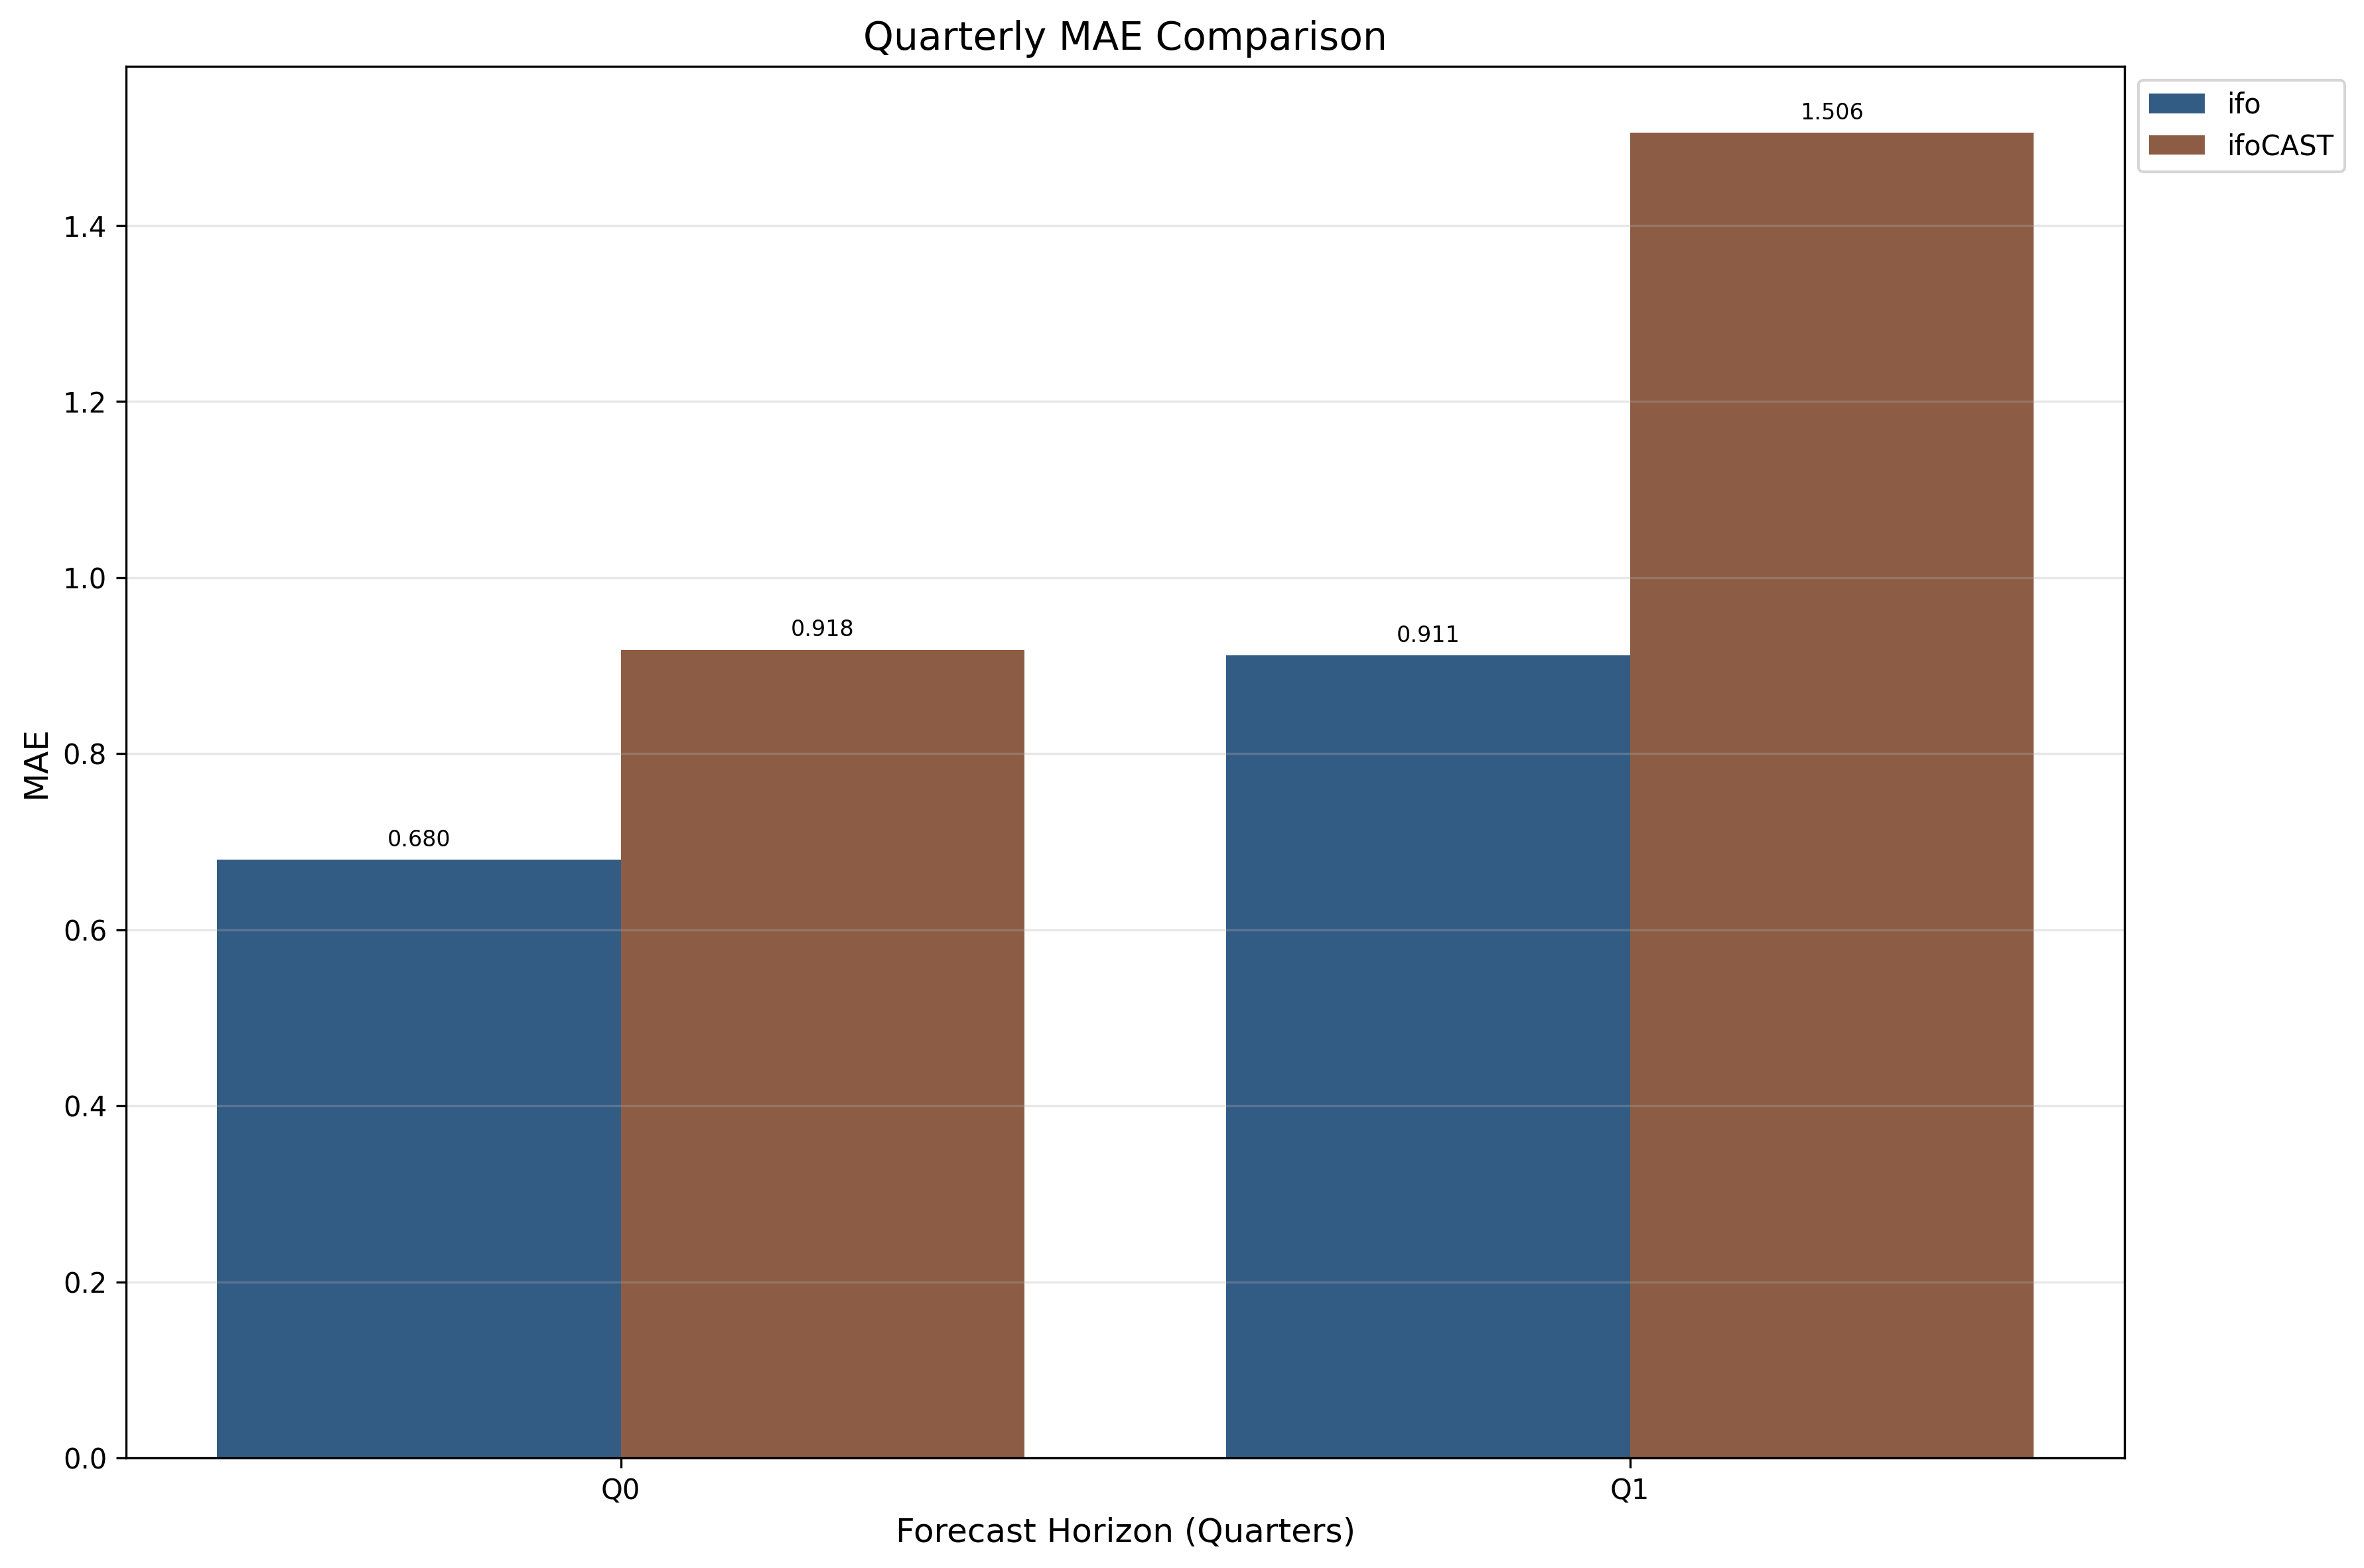 Quarterly MAE Comparison
ifo
ifoCAST
MAE
1.4
1.2
1.0
0.8
0.6
0.4
0.2
0.0
0.680
0.918
0.911
1.506
Q0
Q1
Forecast Horizon (Quarters)